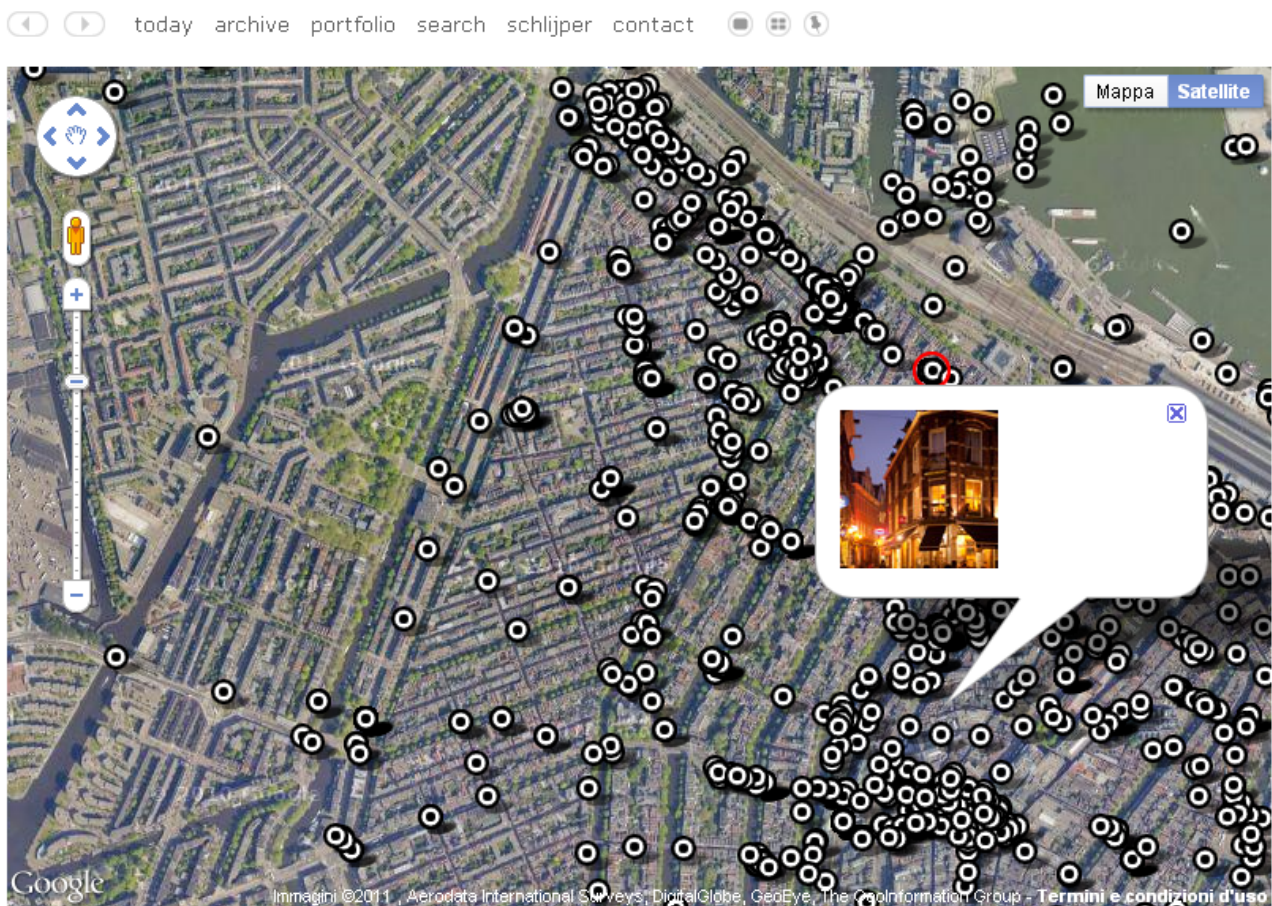 today archive portfolio search schlijper contact
Mappa Satellite
Google
Immagini ©2011 , Aerodata International Surveys, DigitalGlobe, GeoEye, The GeoInformation Group - Termini e condizioni d'uso